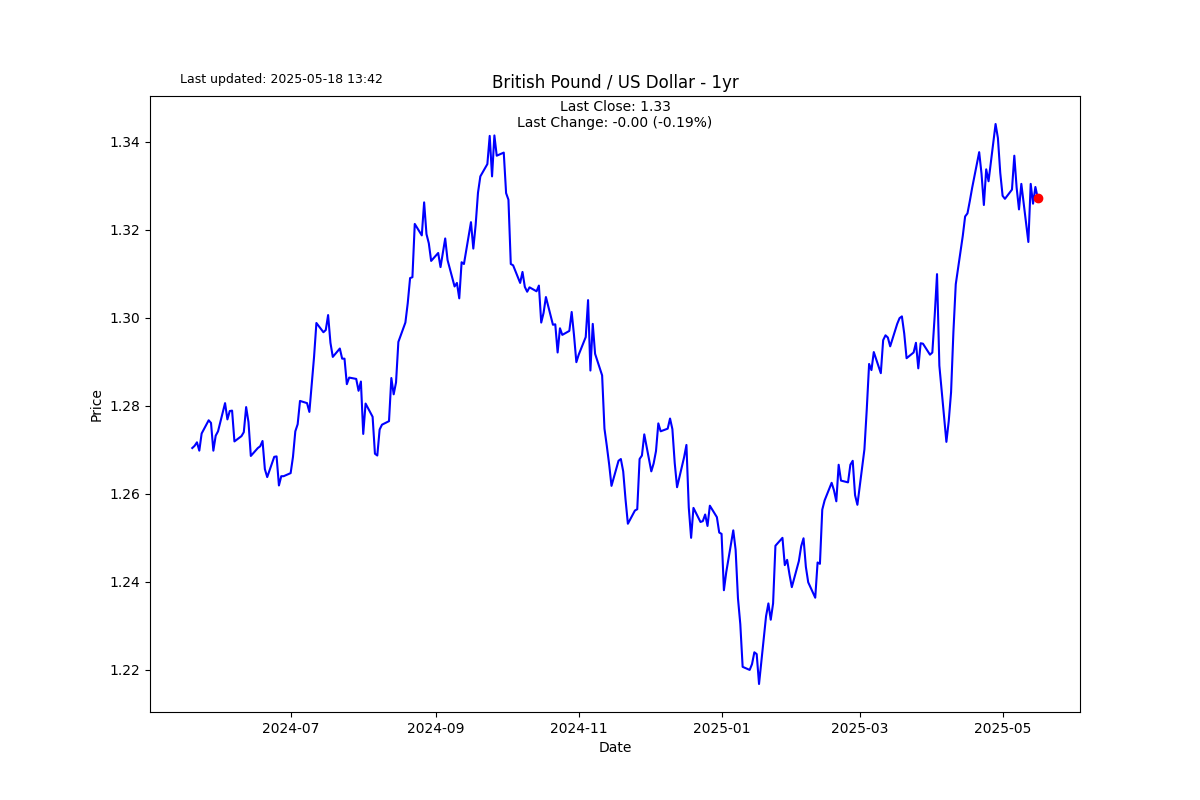 Last updated: 2025-05-18 13:42
British Pound / US Dollar - 1yr
Last Close: 1.33
Last Change: -0.00 (-0.19%)
Price
1.34
1.32
1.30
1.28
1.26
1.24
1.22
2024-07 2024-09 2024-11 2025-01 2025-03 2025-05
Date